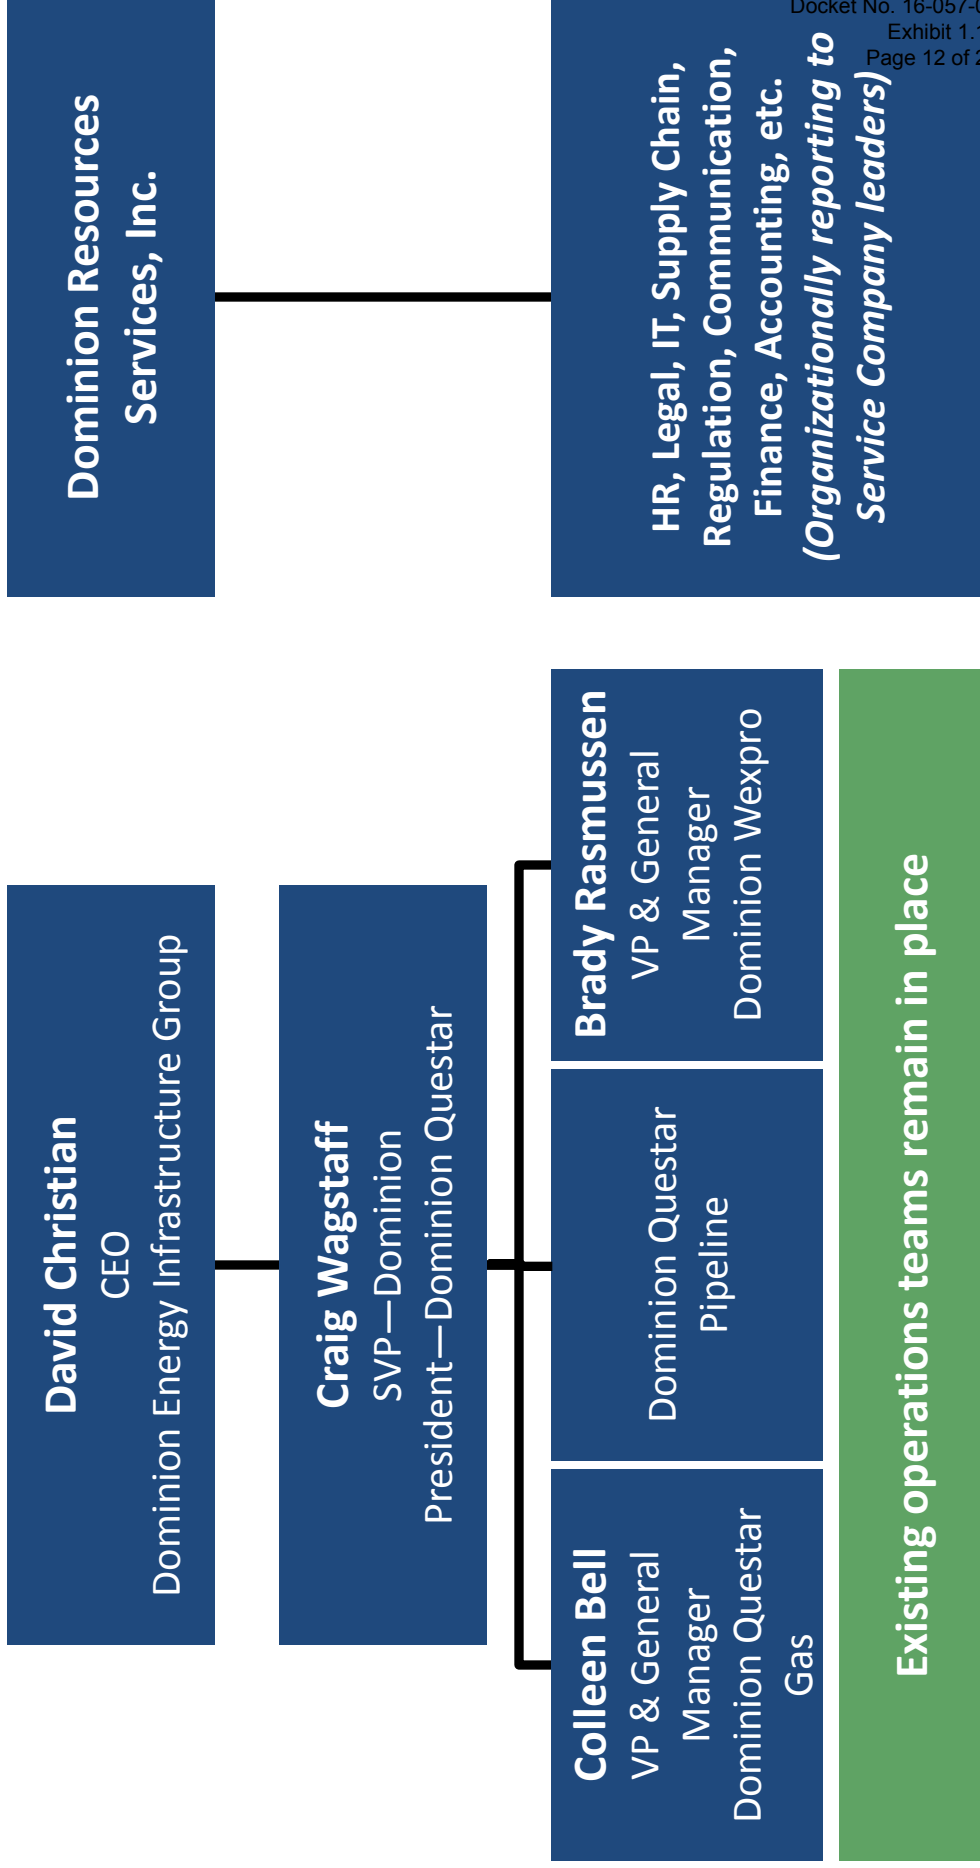 Docket No. 16-057-0
Exhibit 1.1
Page 12 of 2
David Christian
CEO
Dominion Energy Infrastructure Group
Craig Wagstaff
SVP—Dominion
President—Dominion Questar
Colleen Bell
VP & General
Manager
Dominion Questar
Gas
Dominion Questar
Pipeline
Brady Rasmussen
VP & General
Manager
Dominion Wexpro
Existing operations teams remain in place
Dominion Resources
Services, Inc.
HR, Legal, IT, Supply Chain,
Regulation, Communication,
Finance, Accounting, etc.
(Organizationally reporting to
Service Company leaders)